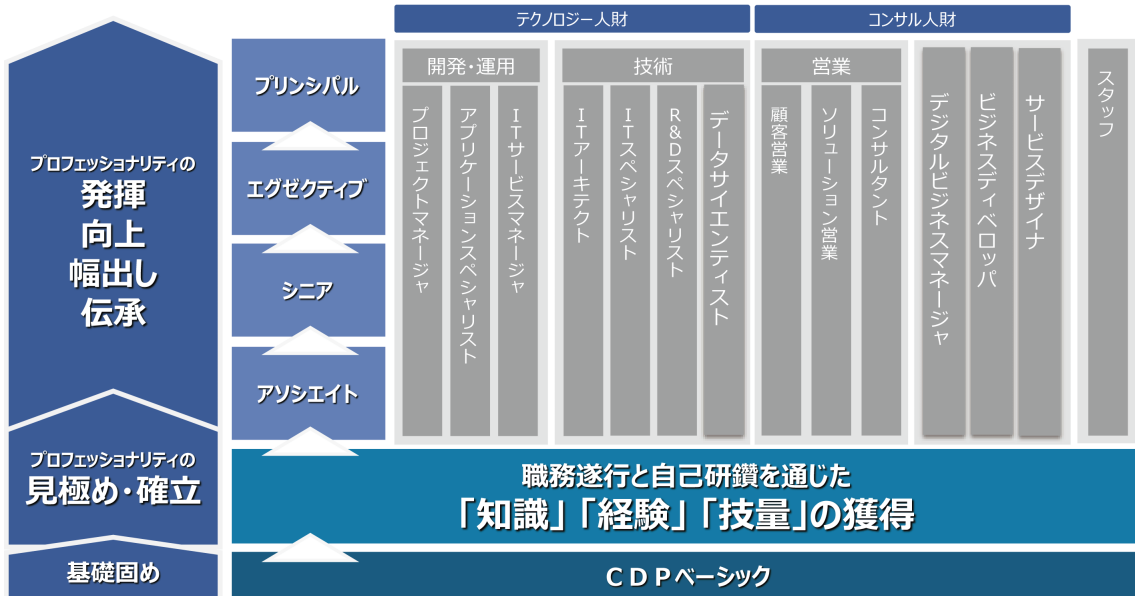 テクノロジー人財
コンサル人財
プロフェッショナリティの
発揮
向上
幅出し
伝承
プロフェッショナリティの
見極め・確立
基礎固め
プリンシパル
エグゼクティブ
シニア
アソシエイト
開発・運用
プロジェクトマネージャ
アプリケーションスペシャリスト
ITサービスマネージャ
技術
ITアーキテクト
ITスペシャリスト
R&Dスペシャリスト
データサイエンティスト
営業
顧客営業
ソリューション営業
コンサルタント
デジタルビジネスマネージャ
ビジネスディベロッパ
サービスデザイナ
スタッフ
職務遂行と自己研鑽を通じた
「知識」「経験」「技量」の獲得
CDPベーシック